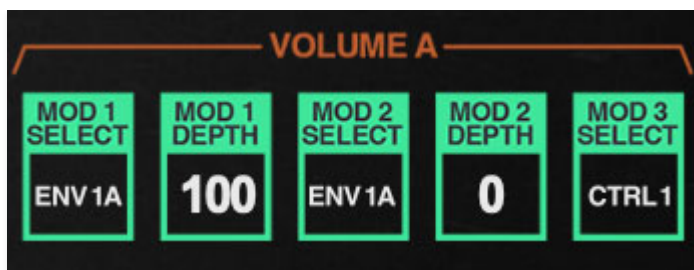 VOLUME A
MOD 1 SELECT
ENV 1A
MOD 1 DEPTH
100
MOD 2 SELECT
ENV 1A
MOD 2 DEPTH
0
MOD 3 SELECT
CTRL 1